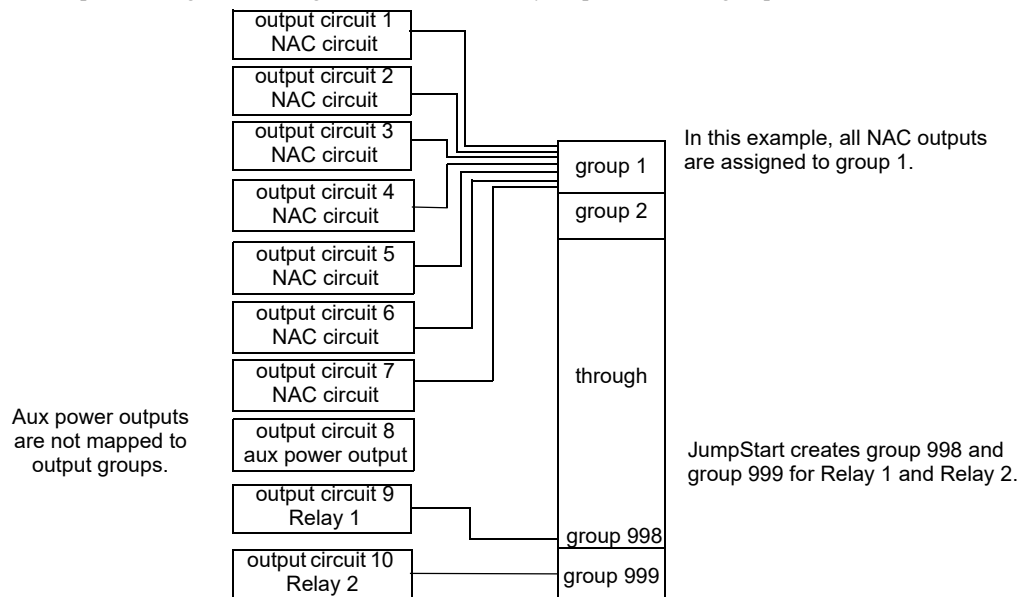 output circuit 1
NAC circuit
output circuit 2
NAC circuit
output circuit 3
NAC circuit
output circuit 4
NAC circuit
output circuit 5
NAC circuit
output circuit 6
NAC circuit
output circuit 7
NAC circuit
output circuit 8
aux power output
output circuit 9
Relay 1
output circuit 10
Relay 2
Aux power outputs
are not mapped to
output groups.
group 1
group 2
through
group 998
group 999
In this example, all NAC outputs
are assigned to group 1.
JumpStart creates group 998 and
group 999 for Relay 1 and Relay 2.